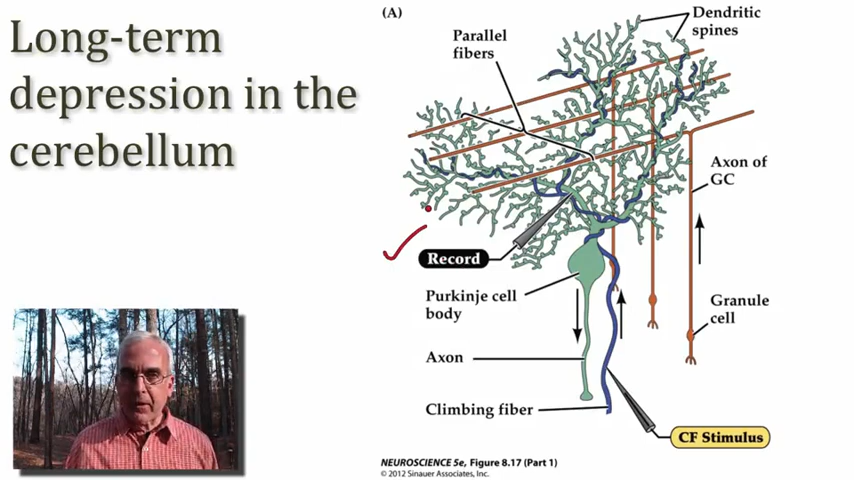 Long-term
depression in the
cerebellum
(A)
Parallel
fibers
Dendritic
spines
Axon of
GC
Record
Purkinje cell
body
Granule
cell
Axon
Climbing fiber
CF Stimulus
NEUROSCIENCE 5e, Figure 8.17 (Part 1)
© 2012 Sinauer Associates, Inc.